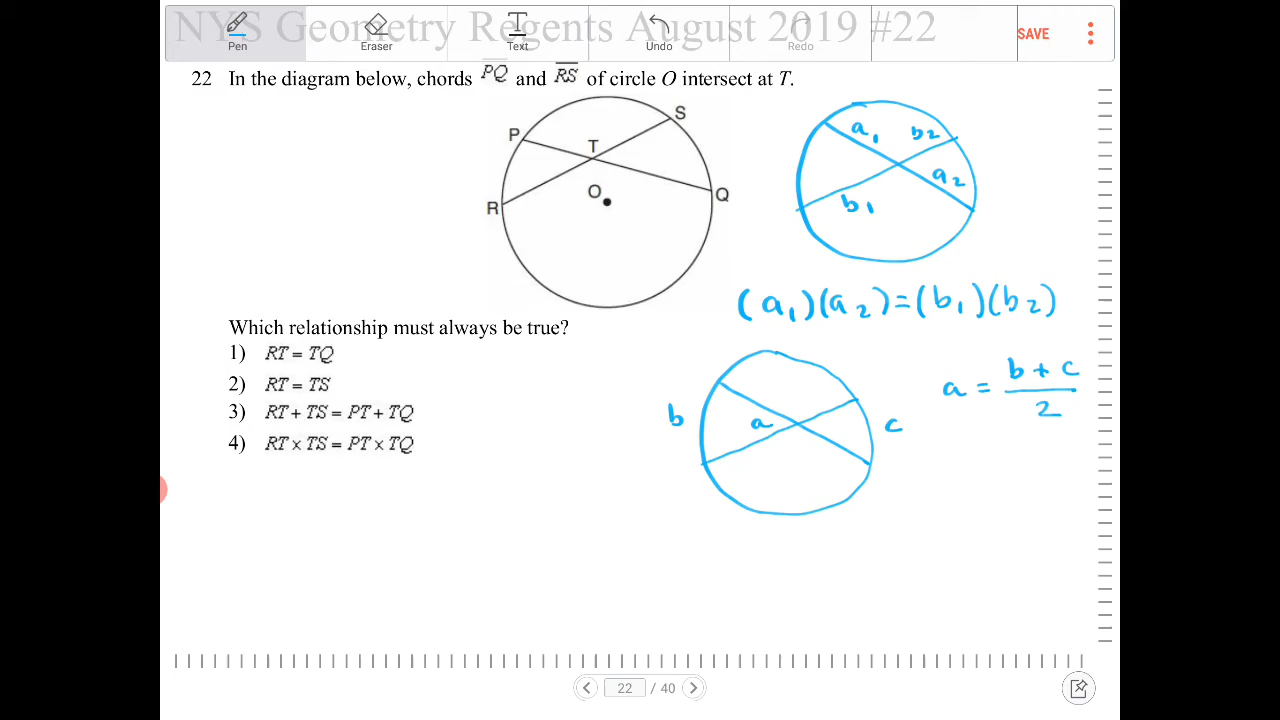 NYS Geometry Regents August 2019 #22
Pen
Eraser
Text
Undo
Redo
SAVE
22 In the diagram below, chords PQ and RS of circle O intersect at T.
P
S
T
O
Q
R
a₁
b₂
a₂
b₁
(a₁)(a₂)=(b₁)(b₂)
Which relationship must always be true?
1) RT = TQ
2) RT = TS
3) RT + TS = PT + TQ
4) RT × TS = PT × TQ
b
a
c
a = b + c / 2
22 / 40